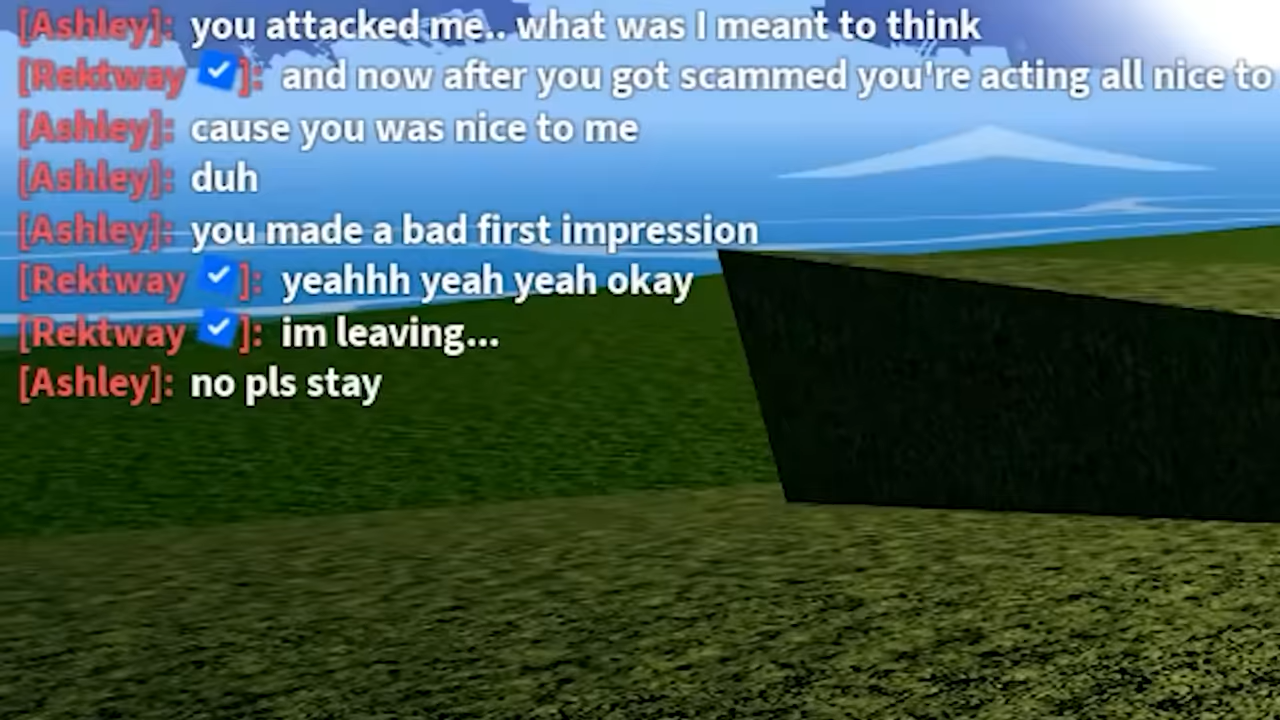 [Ashley]: you attacked me.. what was I meant to think
[Rektway ]: and now after you got scammed you're acting all nice to
[Ashley]: cause you was nice to me
[Ashley]: duh
[Ashley]: you made a bad first impression
[Rektway ]: yeahhh yeah yeah okay
[Rektway ]: im leaving...
[Ashley]: no pls stay